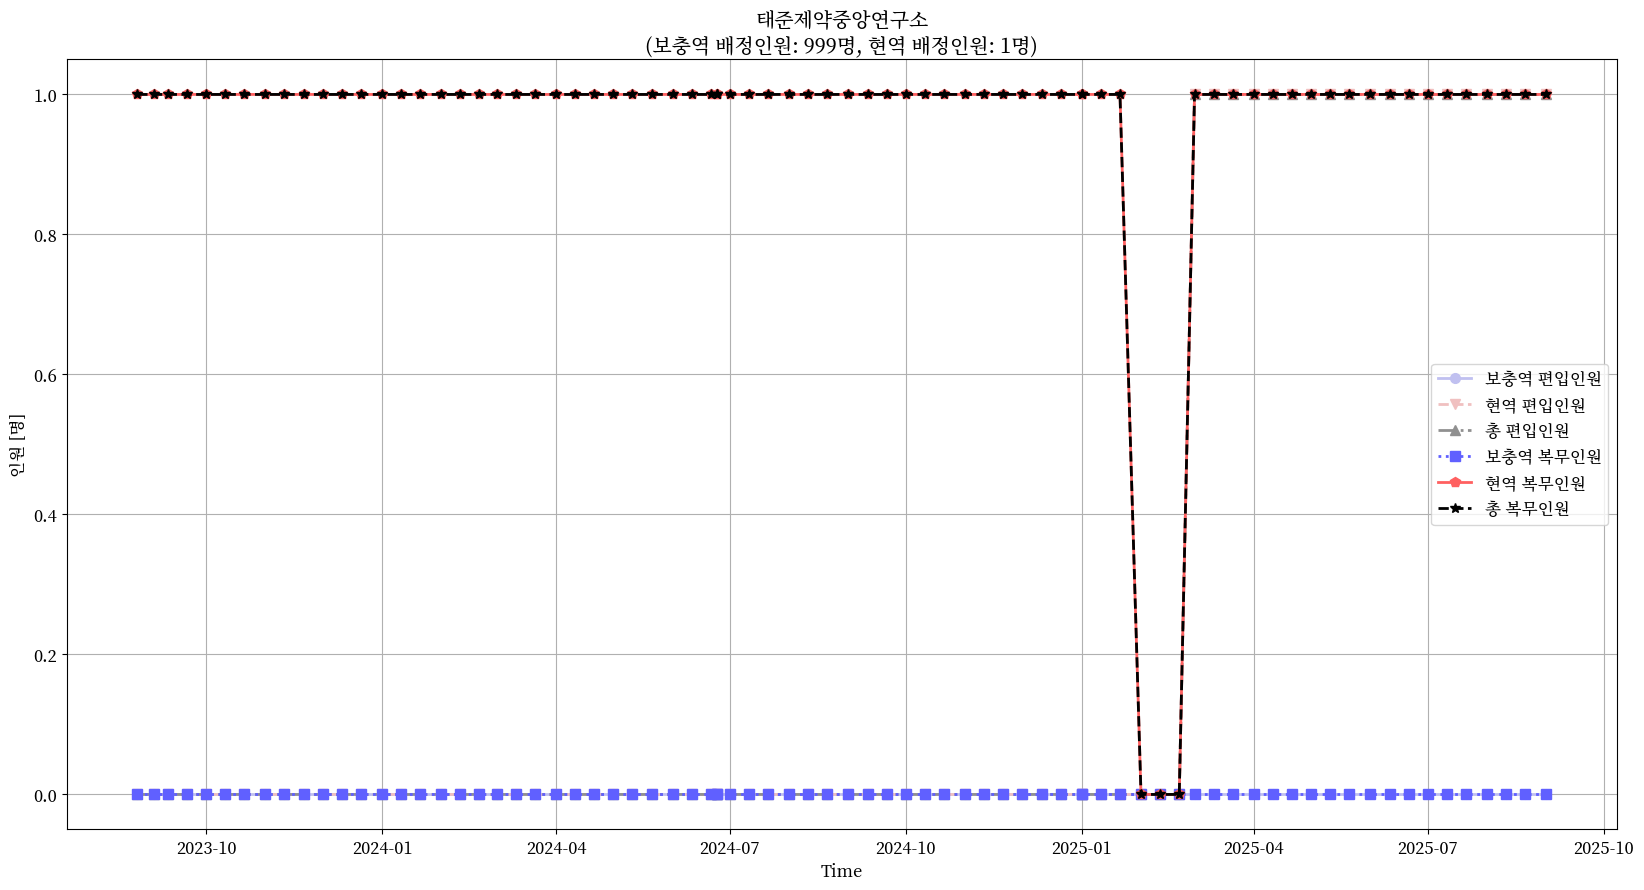 태준제약중앙연구소
(보충역 배정인원: 999명, 현역 배정인원: 1명)
인원 [명]
1.0
0.8
0.6
0.4
0.2
0.0
보충역 편입인원
현역 편입인원
총 편입인원
보충역 복무인원
현역 복무인원
총 복무인원
2023-10
2024-01
2024-04
2024-07
2024-10
2025-01
2025-04
2025-07
2025-10
Time